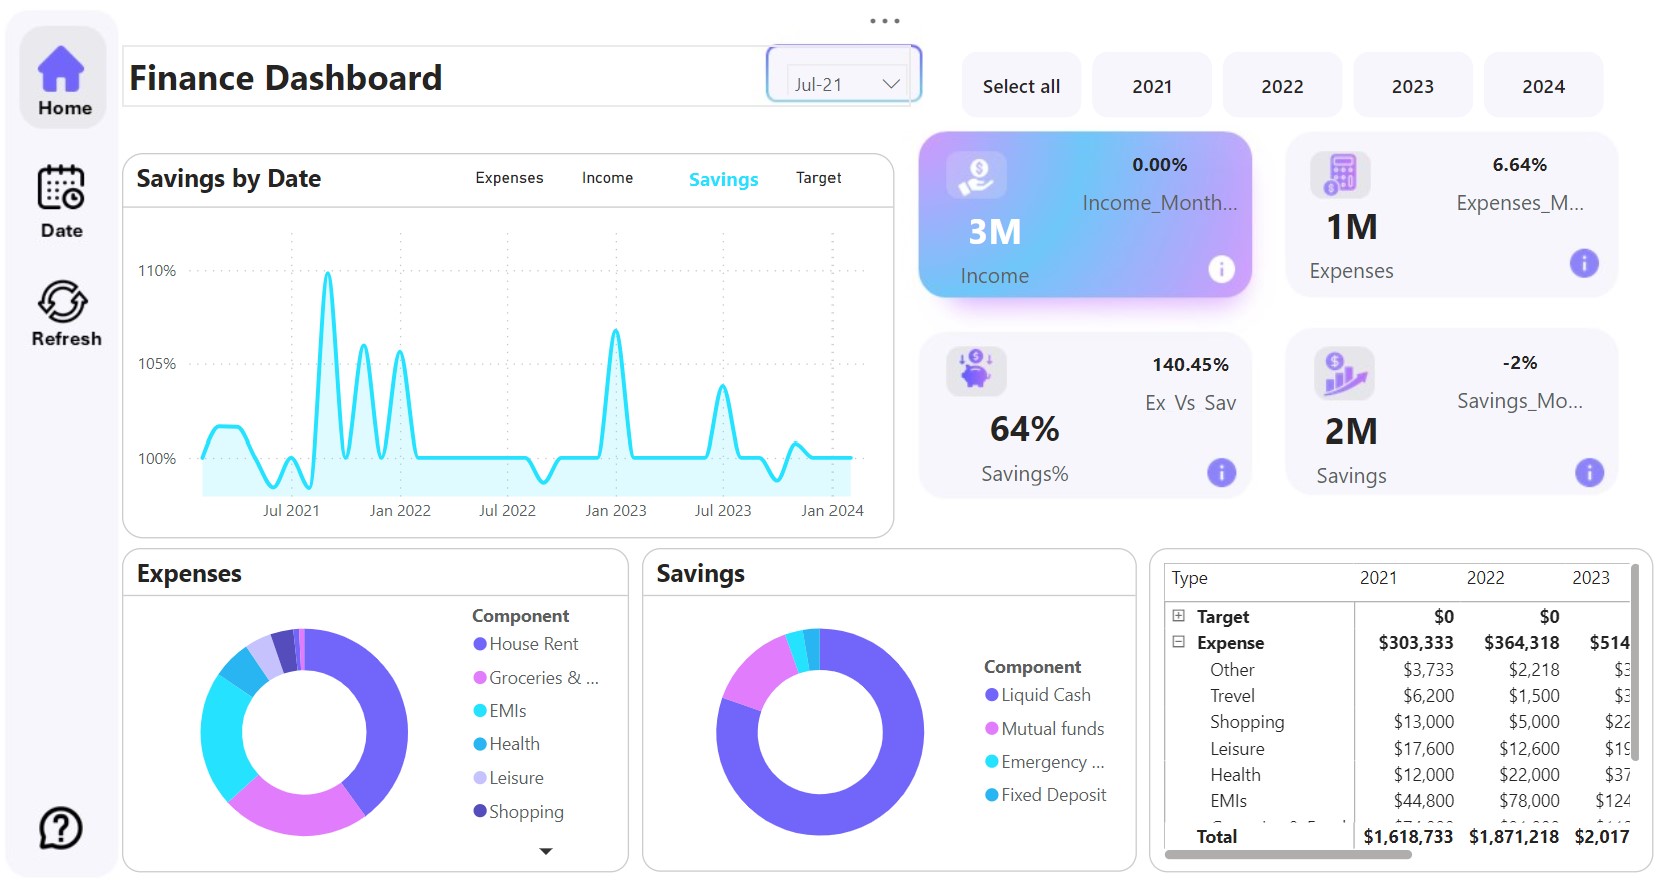 Home
Date
Refresh
Finance Dashboard
Jul-21
Select all
2021
2022
2023
2024
Savings by Date
Expenses
Income
Savings
Target
110%
105%
100%
Jul 2021
Jan 2022
Jul 2022
Jan 2023
Jul 2023
Jan 2024
3M
Income
0.00%
Income_Month...
1M
Expenses
6.64%
Expenses_M...
64%
Savings%
140.45%
Ex Vs Sav
2M
Savings
-2%
Savings_Mo...
Expenses
Component
House Rent
Groceries & ...
EMIs
Health
Leisure
Shopping
Savings
Component
Liquid Cash
Mutual funds
Emergency ...
Fixed Deposit
Type 2021 2022 2023
Target $0 $0
Expense $303,333 $364,318 $514
Other $3,733 $2,218 $3
Trevel $6,200 $1,500 $3
Shopping $13,000 $5,000 $22
Leisure $17,600 $12,600 $19
Health $12,000 $22,000 $37
EMIs $44,800 $78,000 $124
Total $1,618,733 $1,871,218 $2,017